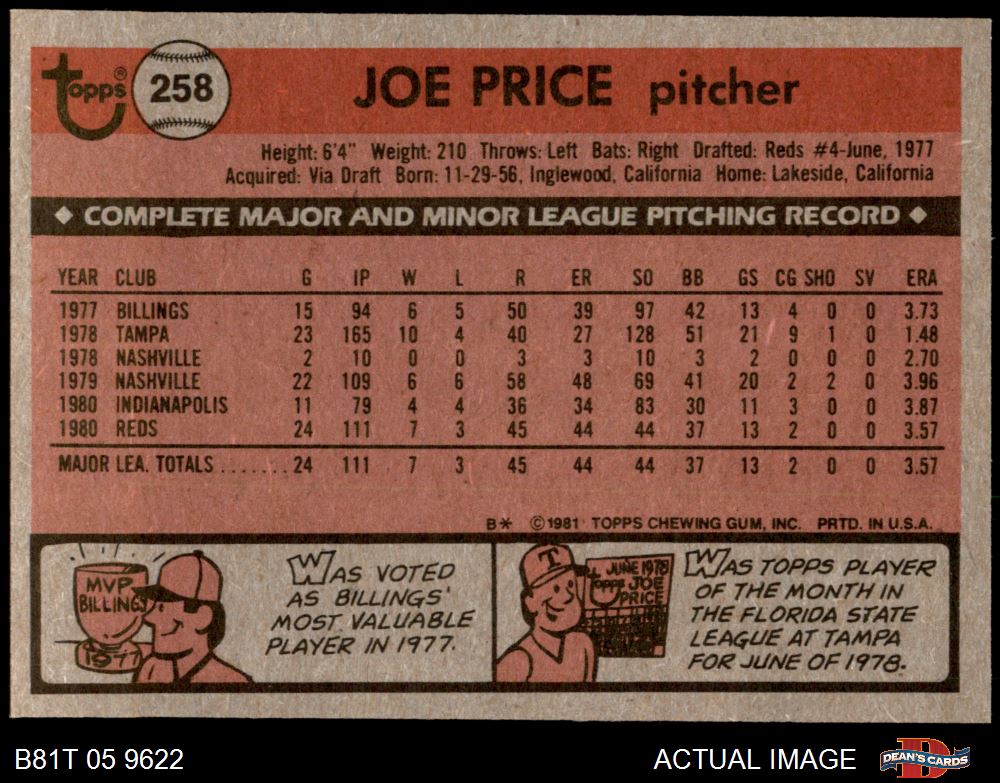 topps® 258 JOE PRICE pitcher
Height: 6'4" Weight: 210 Throws: Left Bats: Right Drafted: Reds #4-June, 1977
Acquired: Via Draft Born: 11-29-56, Inglewood, California Home: Lakeside, California
COMPLETE MAJOR AND MINOR LEAGUE PITCHING RECORD
YEAR CLUB G IP W L R ER SO BB GS CG SHO SV ERA
1977 BILLINGS 15 94 6 5 50 39 97 42 13 4 0 0 3.73
1978 TAMPA 23 165 10 4 40 27 128 51 21 9 1 0 1.48
1978 NASHVILLE 2 10 0 0 3 3 10 3 2 0 0 0 2.70
1979 NASHVILLE 22 109 6 6 58 48 69 41 20 2 2 0 3.96
1980 INDIANAPOLIS 11 79 4 4 36 34 83 30 11 3 0 0 3.87
1980 REDS 24 111 7 3 45 44 44 37 13 2 0 0 3.57
MAJOR LEA. TOTALS .......24 111 7 3 45 44 44 37 13 2 0 0 3.57
B* ©1981 TOPPS CHEWING GUM, INC. PRTD. IN U.S.A.
MVP
BILLINGS
1977
WAS VOTED
AS BILLINGS'
MOST VALUABLE
PLAYER IN 1977.
T
JUNE 1978
topps JOE
PRICE
WAS TOPPS PLAYER
OF THE MONTH IN
THE FLORIDA STATE
LEAGUE AT TAMPA
FOR JUNE OF 1978.
B81T 05 9622 ACTUAL IMAGE D DEAN'S CARDS